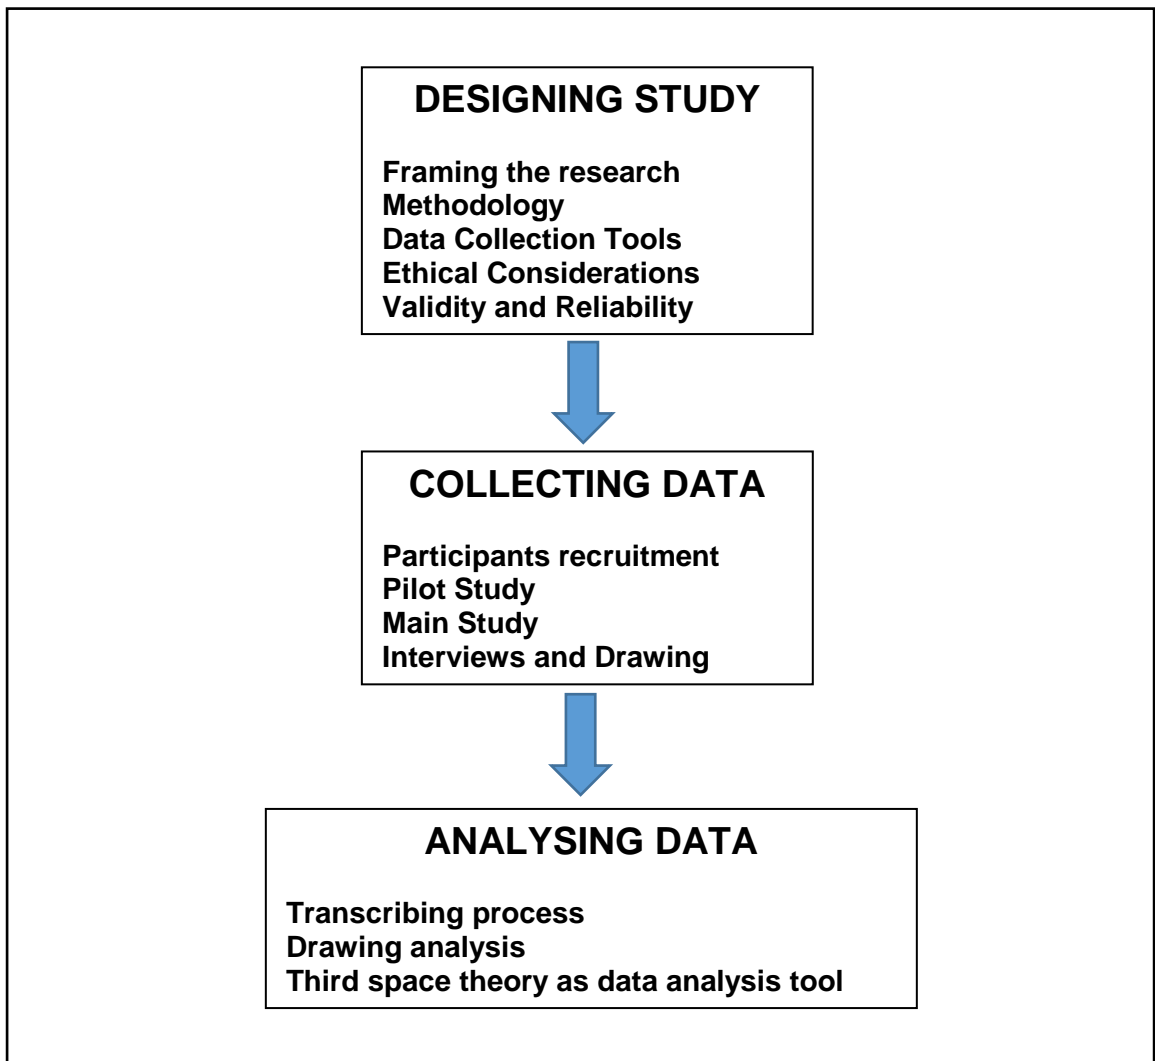 DESIGNING STUDY
Framing the research
Methodology
Data Collection Tools
Ethical Considerations
Validity and Reliability
COLLECTING DATA
Participants recruitment
Pilot Study
Main Study
Interviews and Drawing
ANALYSING DATA
Transcribing process
Drawing analysis
Third space theory as data analysis tool